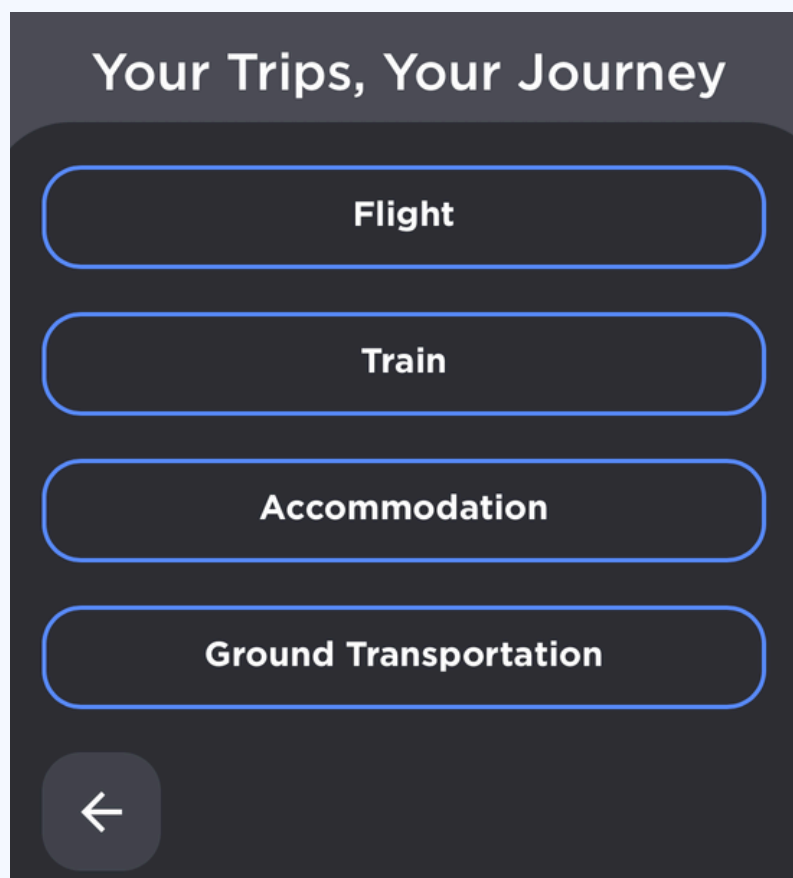 Your Trips, Your Journey
Flight
Train
Accommodation
Ground Transportation